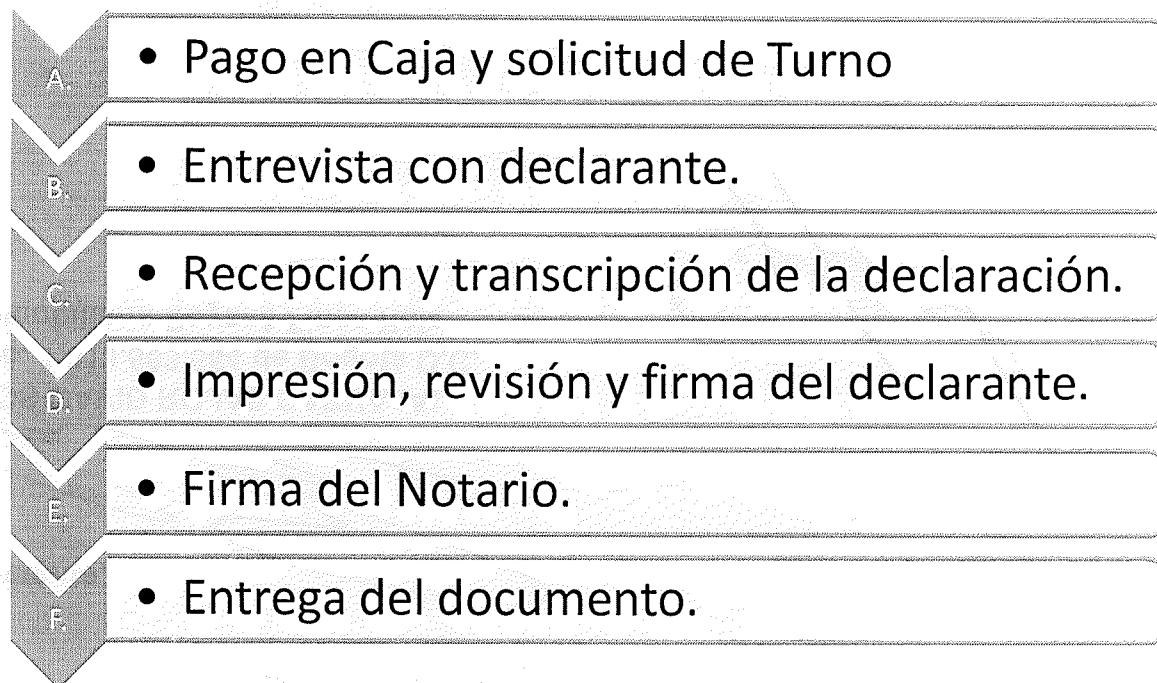 A. • Pago en Caja y solicitud de Turno
B. • Entrevista con declarante.
C. • Recepción y transcripción de la declaración.
D. • Impresión, revisión y firma del declarante.
E. • Firma del Notario.
F. • Entrega del documento.